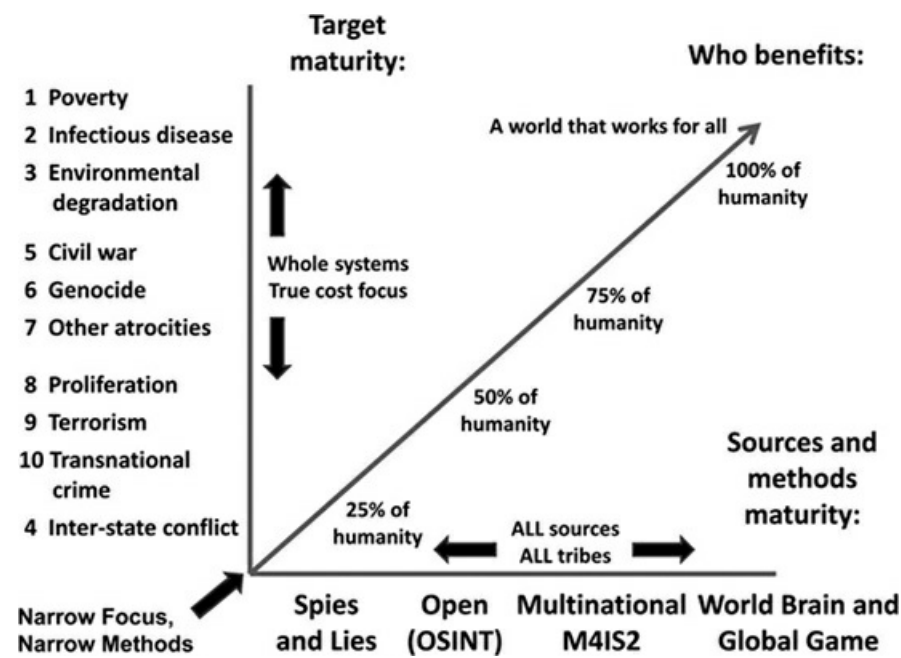 Target
maturity:
Who benefits:
1 Poverty
2 Infectious disease
3 Environmental
degradation
5 Civil war
6 Genocide
7 Other atrocities
8 Proliferation
9 Terrorism
10 Transnational
crime
4 Inter-state conflict
Whole systems
True cost focus
A world that works for all
100% of
humanity
75% of
humanity
50% of
humanity
25% of
humanity
ALL sources
ALL tribes
Sources and
methods
maturity:
Narrow Focus,
Narrow Methods
Spies
and Lies
Open
(OSINT)
Multinational
M4IS2
World Brain and
Global Game